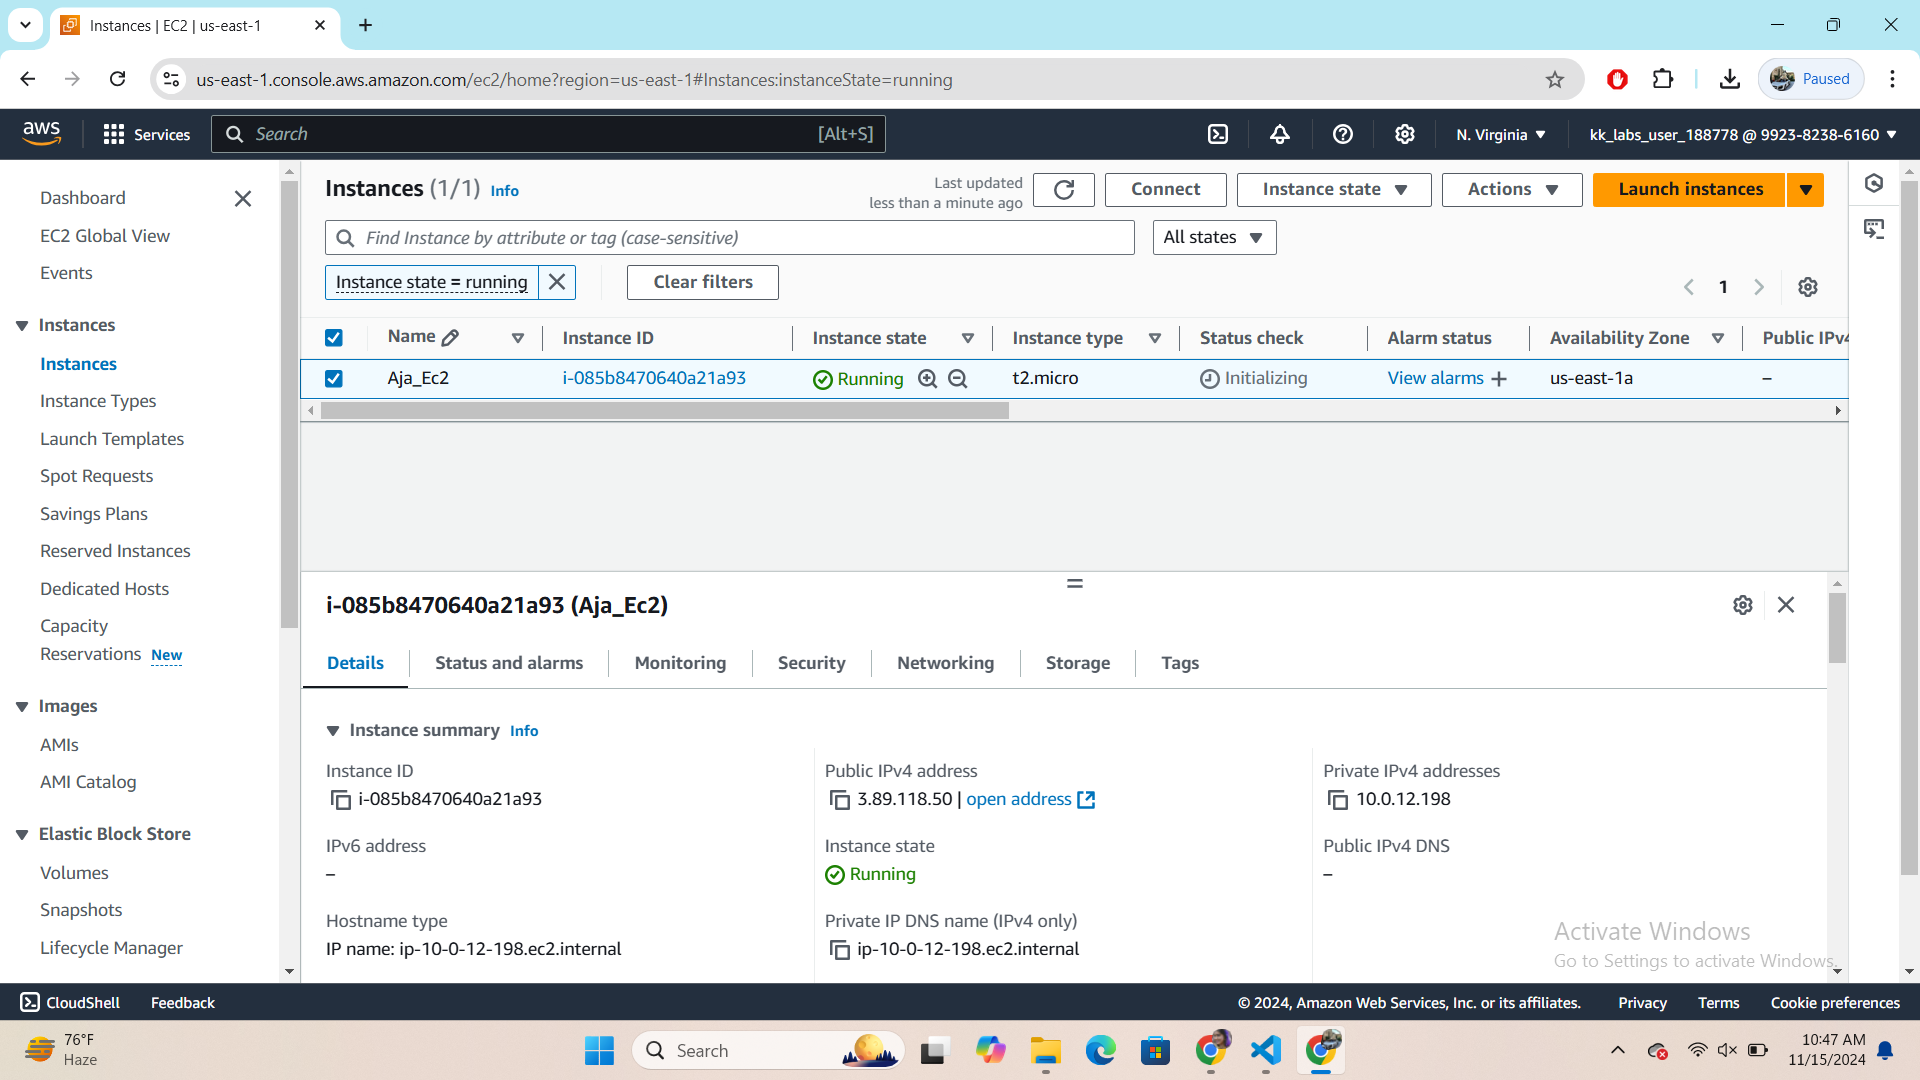 Instances | EC2 | us-east-1
us-east-1.console.aws.amazon.com/ec2/home?region=us-east-1#Instances:instanceState=running
Paused
aws
Services
Search
[Alt+S]
N. Virginia
kk_labs_user_188778 @ 9923-8238-6160
Dashboard
EC2 Global View
Events
Instances
Instances
Instance Types
Launch Templates
Spot Requests
Savings Plans
Reserved Instances
Dedicated Hosts
Capacity
Reservations New
Images
AMIs
AMI Catalog
Elastic Block Store
Volumes
Snapshots
Lifecycle Manager
Instances (1/1) Info
Last updated
less than a minute ago
Connect
Instance state
Actions
Launch instances
Find Instance by attribute or tag (case-sensitive)
All states
Instance state = running
Clear filters
1
Name Instance ID Instance state Instance type Status check Alarm status Availability Zone Public IPv4
Aja_Ec2 i-085b8470640a21a93 Running t2.micro Initializing View alarms + us-east-1a –
i-085b8470640a21a93 (Aja_Ec2)
Details Status and alarms Monitoring Security Networking Storage Tags
Instance summary Info
Instance ID
i-085b8470640a21a93
Public IPv4 address
3.89.118.50 | open address
Private IPv4 addresses
10.0.12.198
IPv6 address
–
Instance state
Running
Public IPv4 DNS
–
Hostname type
IP name: ip-10-0-12-198.ec2.internal
Private IP DNS name (IPv4 only)
ip-10-0-12-198.ec2.internal
Activate Windows
Go to Settings to activate Windows.
CloudShell
Feedback
© 2024, Amazon Web Services, Inc. or its affiliates.
Privacy
Terms
Cookie preferences
76°F
Haze
Search
10:47 AM
11/15/2024